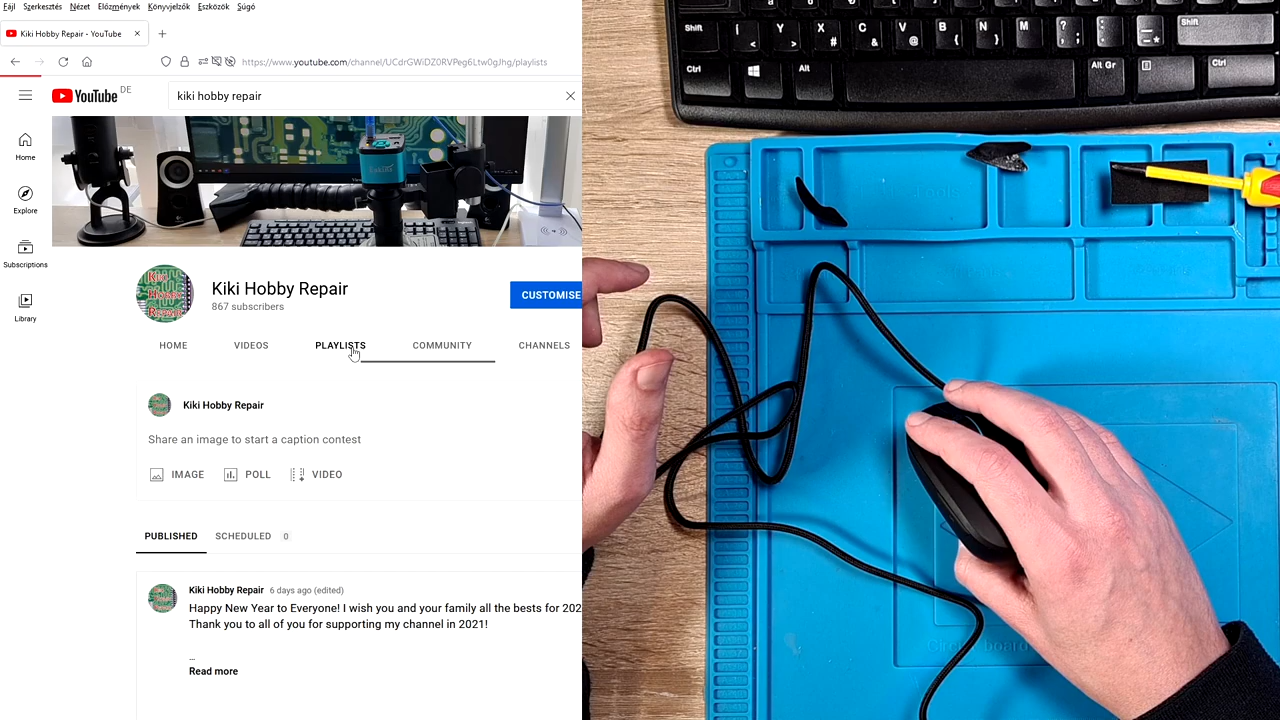 Fájl Szerkesztés Nézet Előzmények Könyvjelzők Eszközök Súgó
Kiki Hobby Repair - YouTube
https://www.youtube.com/channel/UCdrGWiDZ0RVPeg6Ltw0gJhg/playlists
YouTube DE
kiki hobby repair
Home
Explore
Subscriptions
Library
Kiki Hobby Repair
Kiki Hobby Repair
867 subscribers
CUSTOMISE
HOME VIDEOS PLAYLISTS COMMUNITY CHANNELS
Kiki Hobby Repair
Share an image to start a caption contest
IMAGE POLL VIDEO
PUBLISHED SCHEDULED 0
Kiki Hobby Repair 6 days ago (edited)
Happy New Year to Everyone! I wish you and your family all the bests for 202
Thank you to all of you for supporting my channel in 2021!
...
Read more
Shift Y X C V B N M Shift
# & @ { } § ; : -
Ctrl Alt Alt Gr Ctrl